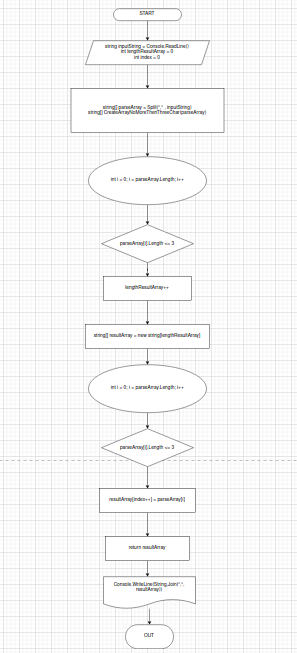 START
string inputString = Console.ReadLine()
int lengthResultArray = 0
int index = 0
string[] parseArray = Split(",", inputString)
string[] CreateArrayNoMoreThenThreeChar(parseArray)
int i = 0; i < parseArray.Length; i++
parseArray[i].Length <= 3
lengthResultArray++
string[] resultArray = new string[lengthResultArray]
int i = 0; i < parseArray.Length; i++
parseArray[i].Length <= 3
resultArray[index++] = parseArray[i]
return resultArray
Console.WriteLine(String.Join(",",
resultArray))
OUT